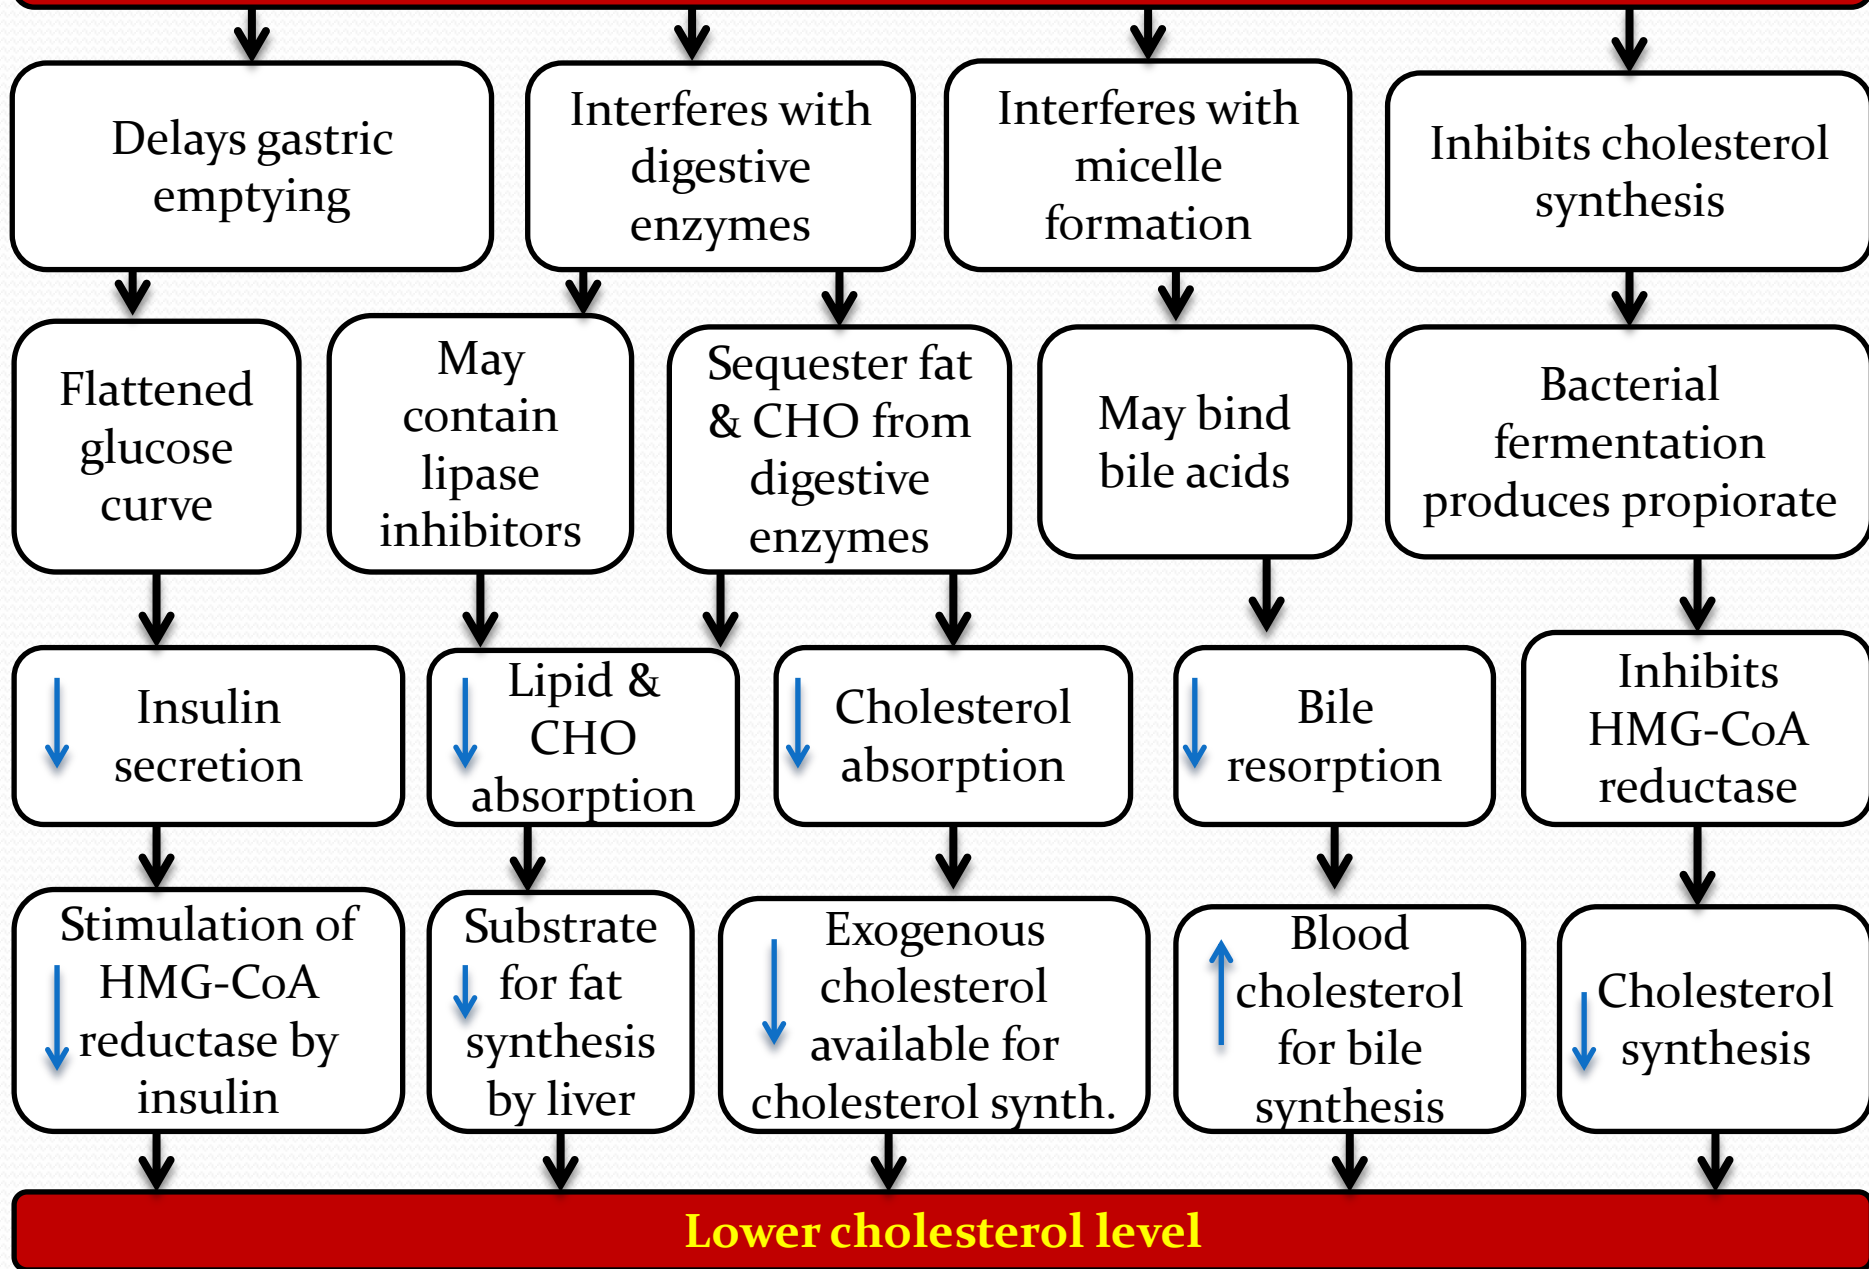 Delays gastric
emptying
Interferes with
digestive
enzymes
Interferes with
micelle
formation
Inhibits cholesterol
synthesis
Flattened
glucose
curve
May
contain
lipase
inhibitors
Sequester fat
& CHO from
digestive
enzymes
May bind
bile acids
Bacterial
fermentation
produces propiorate
Insulin
secretion
Lipid &
CHO
absorption
Cholesterol
absorption
Bile
resorption
Inhibits
HMG-CoA
reductase
Stimulation of
HMG-CoA
reductase by
insulin
Substrate
for fat
synthesis
by liver
Exogenous
cholesterol
available for
cholesterol synth.
Blood
cholesterol
for bile
synthesis
Cholesterol
synthesis
Lower cholesterol level